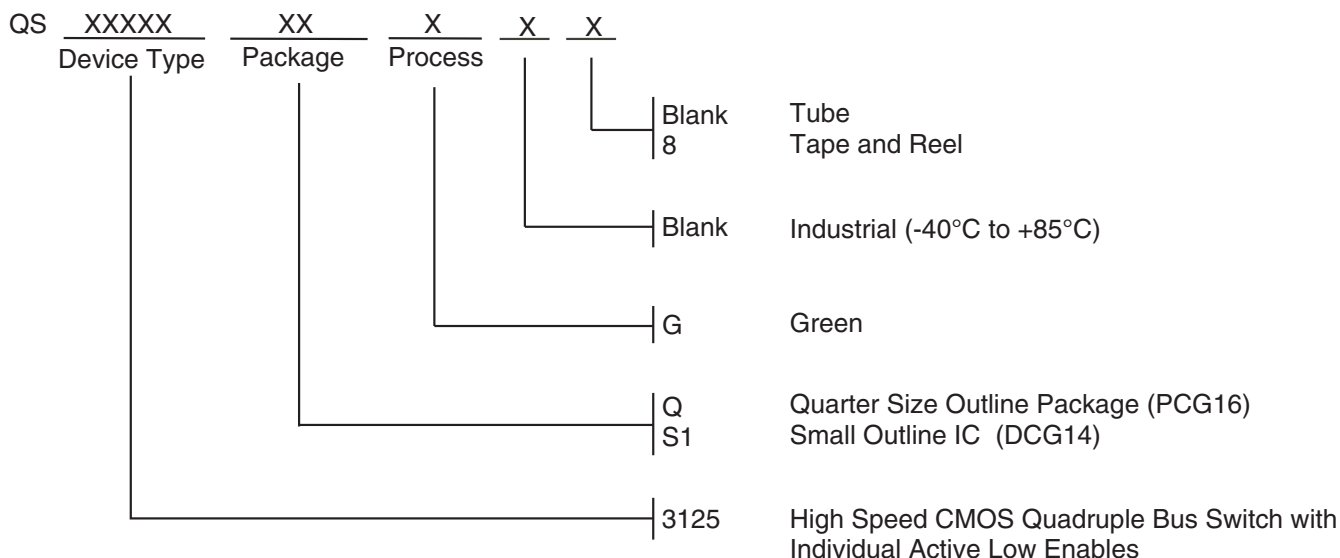 QS XXXXX XX X X X
Device Type Package Process
Blank Tube
8 Tape and Reel
Blank Industrial (-40°C to +85°C)
G Green
Q Quarter Size Outline Package (PCG16)
S1 Small Outline IC (DCG14)
3125 High Speed CMOS Quadruple Bus Switch with
Individual Active Low Enables